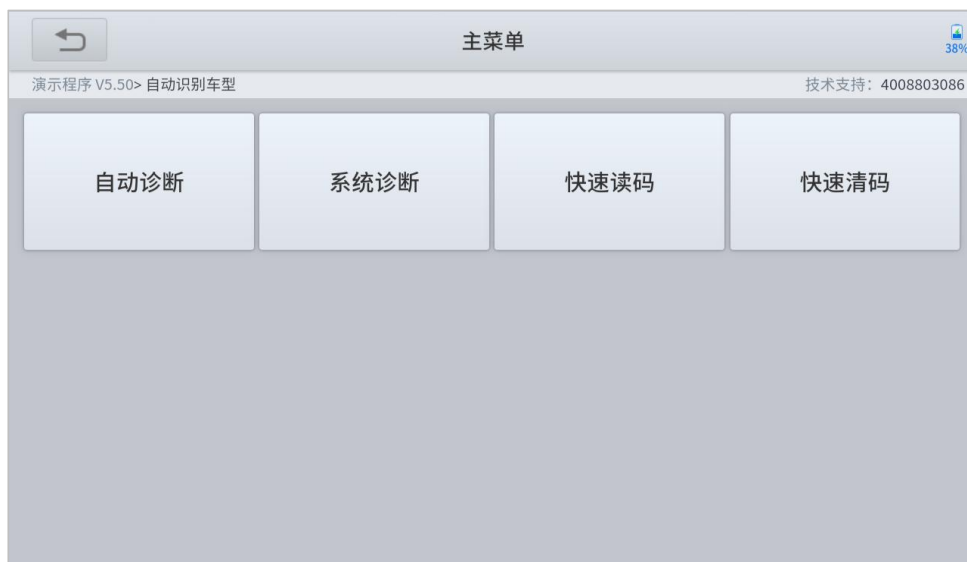 主菜单
38%
演示程序 V5.50> 自动识别车型
技术支持：4008803086
自动诊断
系统诊断
快速读码
快速清码